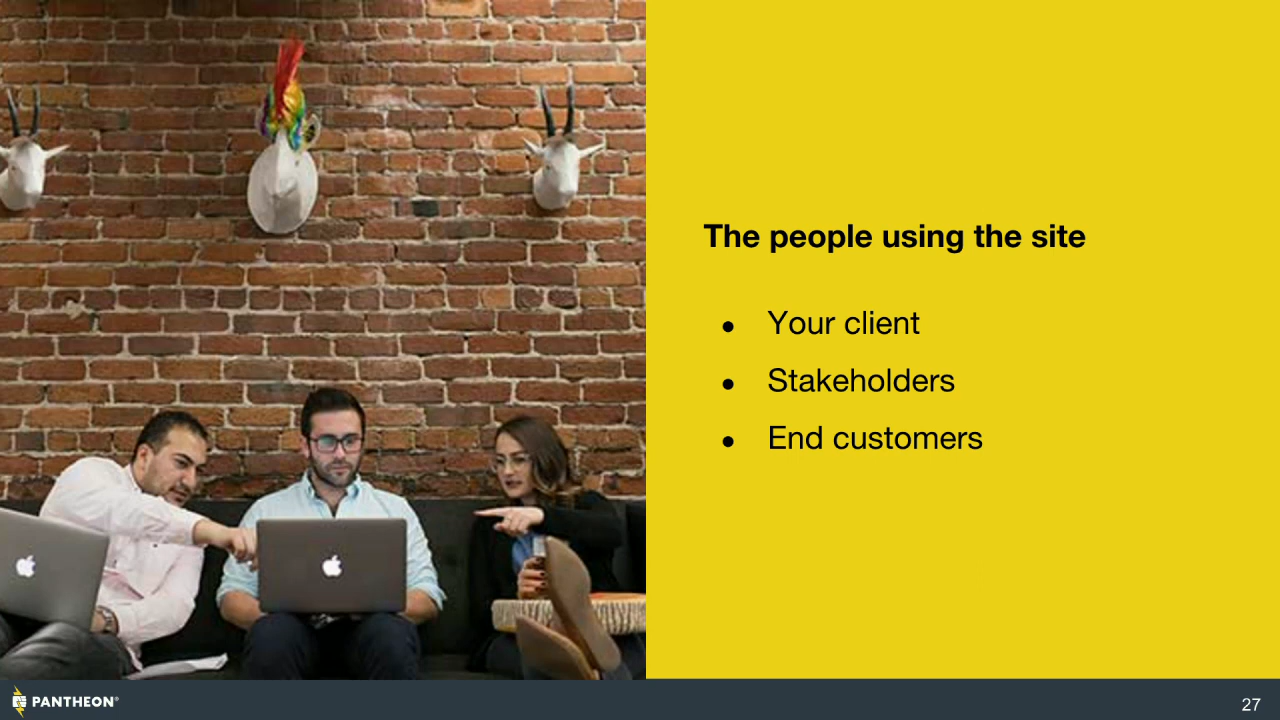 The people using the site
● Your client
● Stakeholders
● End customers
PANTHEON®
27